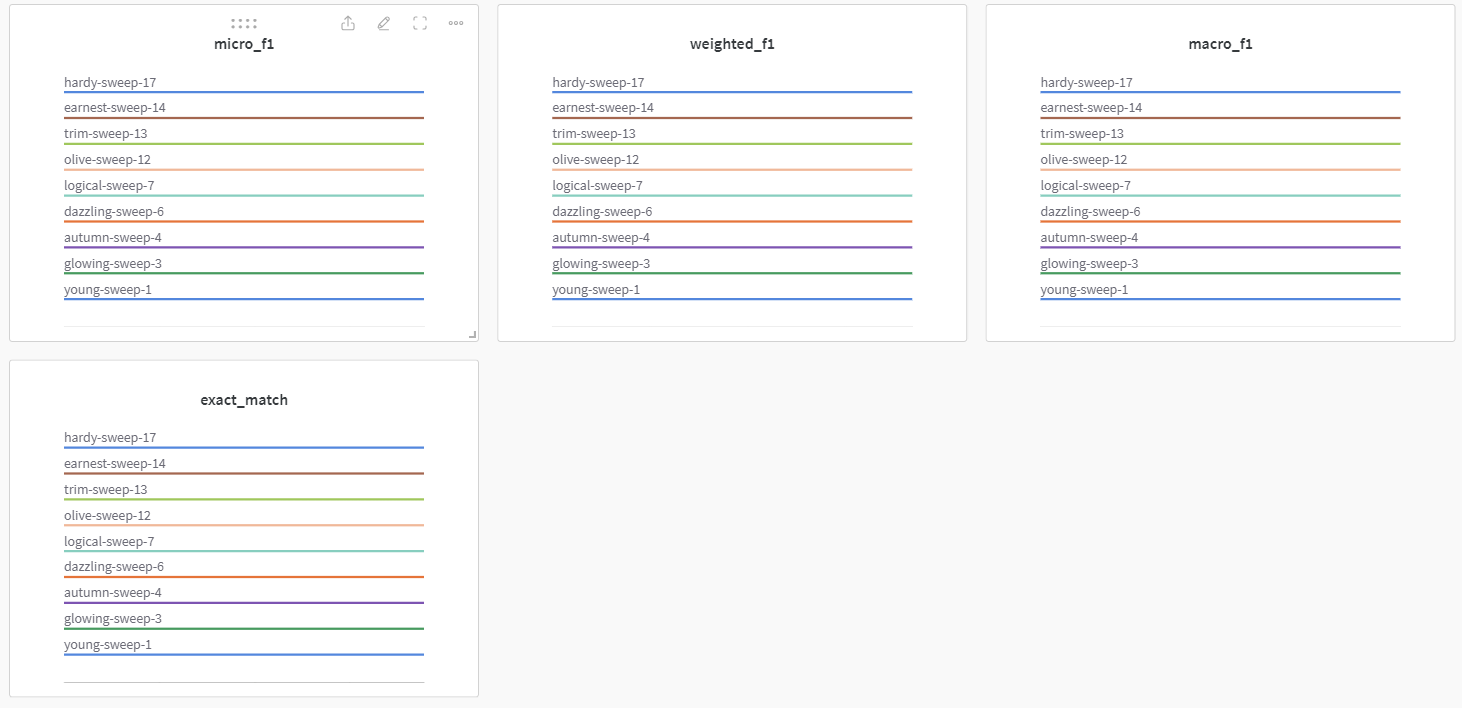 micro_f1
hardy-sweep-17
earnest-sweep-14
trim-sweep-13
olive-sweep-12
logical-sweep-7
dazzling-sweep-6
autumn-sweep-4
glowing-sweep-3
young-sweep-1
weighted_f1
hardy-sweep-17
earnest-sweep-14
trim-sweep-13
olive-sweep-12
logical-sweep-7
dazzling-sweep-6
autumn-sweep-4
glowing-sweep-3
young-sweep-1
macro_f1
hardy-sweep-17
earnest-sweep-14
trim-sweep-13
olive-sweep-12
logical-sweep-7
dazzling-sweep-6
autumn-sweep-4
glowing-sweep-3
young-sweep-1
exact_match
hardy-sweep-17
earnest-sweep-14
trim-sweep-13
olive-sweep-12
logical-sweep-7
dazzling-sweep-6
autumn-sweep-4
glowing-sweep-3
young-sweep-1